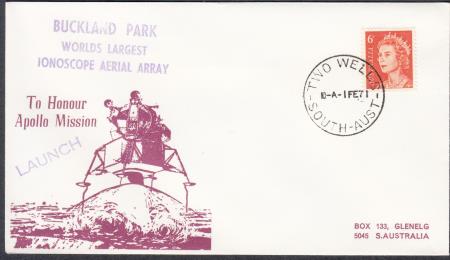 BUCKLAND PARK
WORLDS LARGEST
IONOSCOPE AERIAL ARRAY
To Honour
Apollo Mission
LAUNCH
6c
TWO WELLS
10-A-1FE71
SOUTH-AUST
BOX 133, GLENELG
5045 S.AUSTRALIA